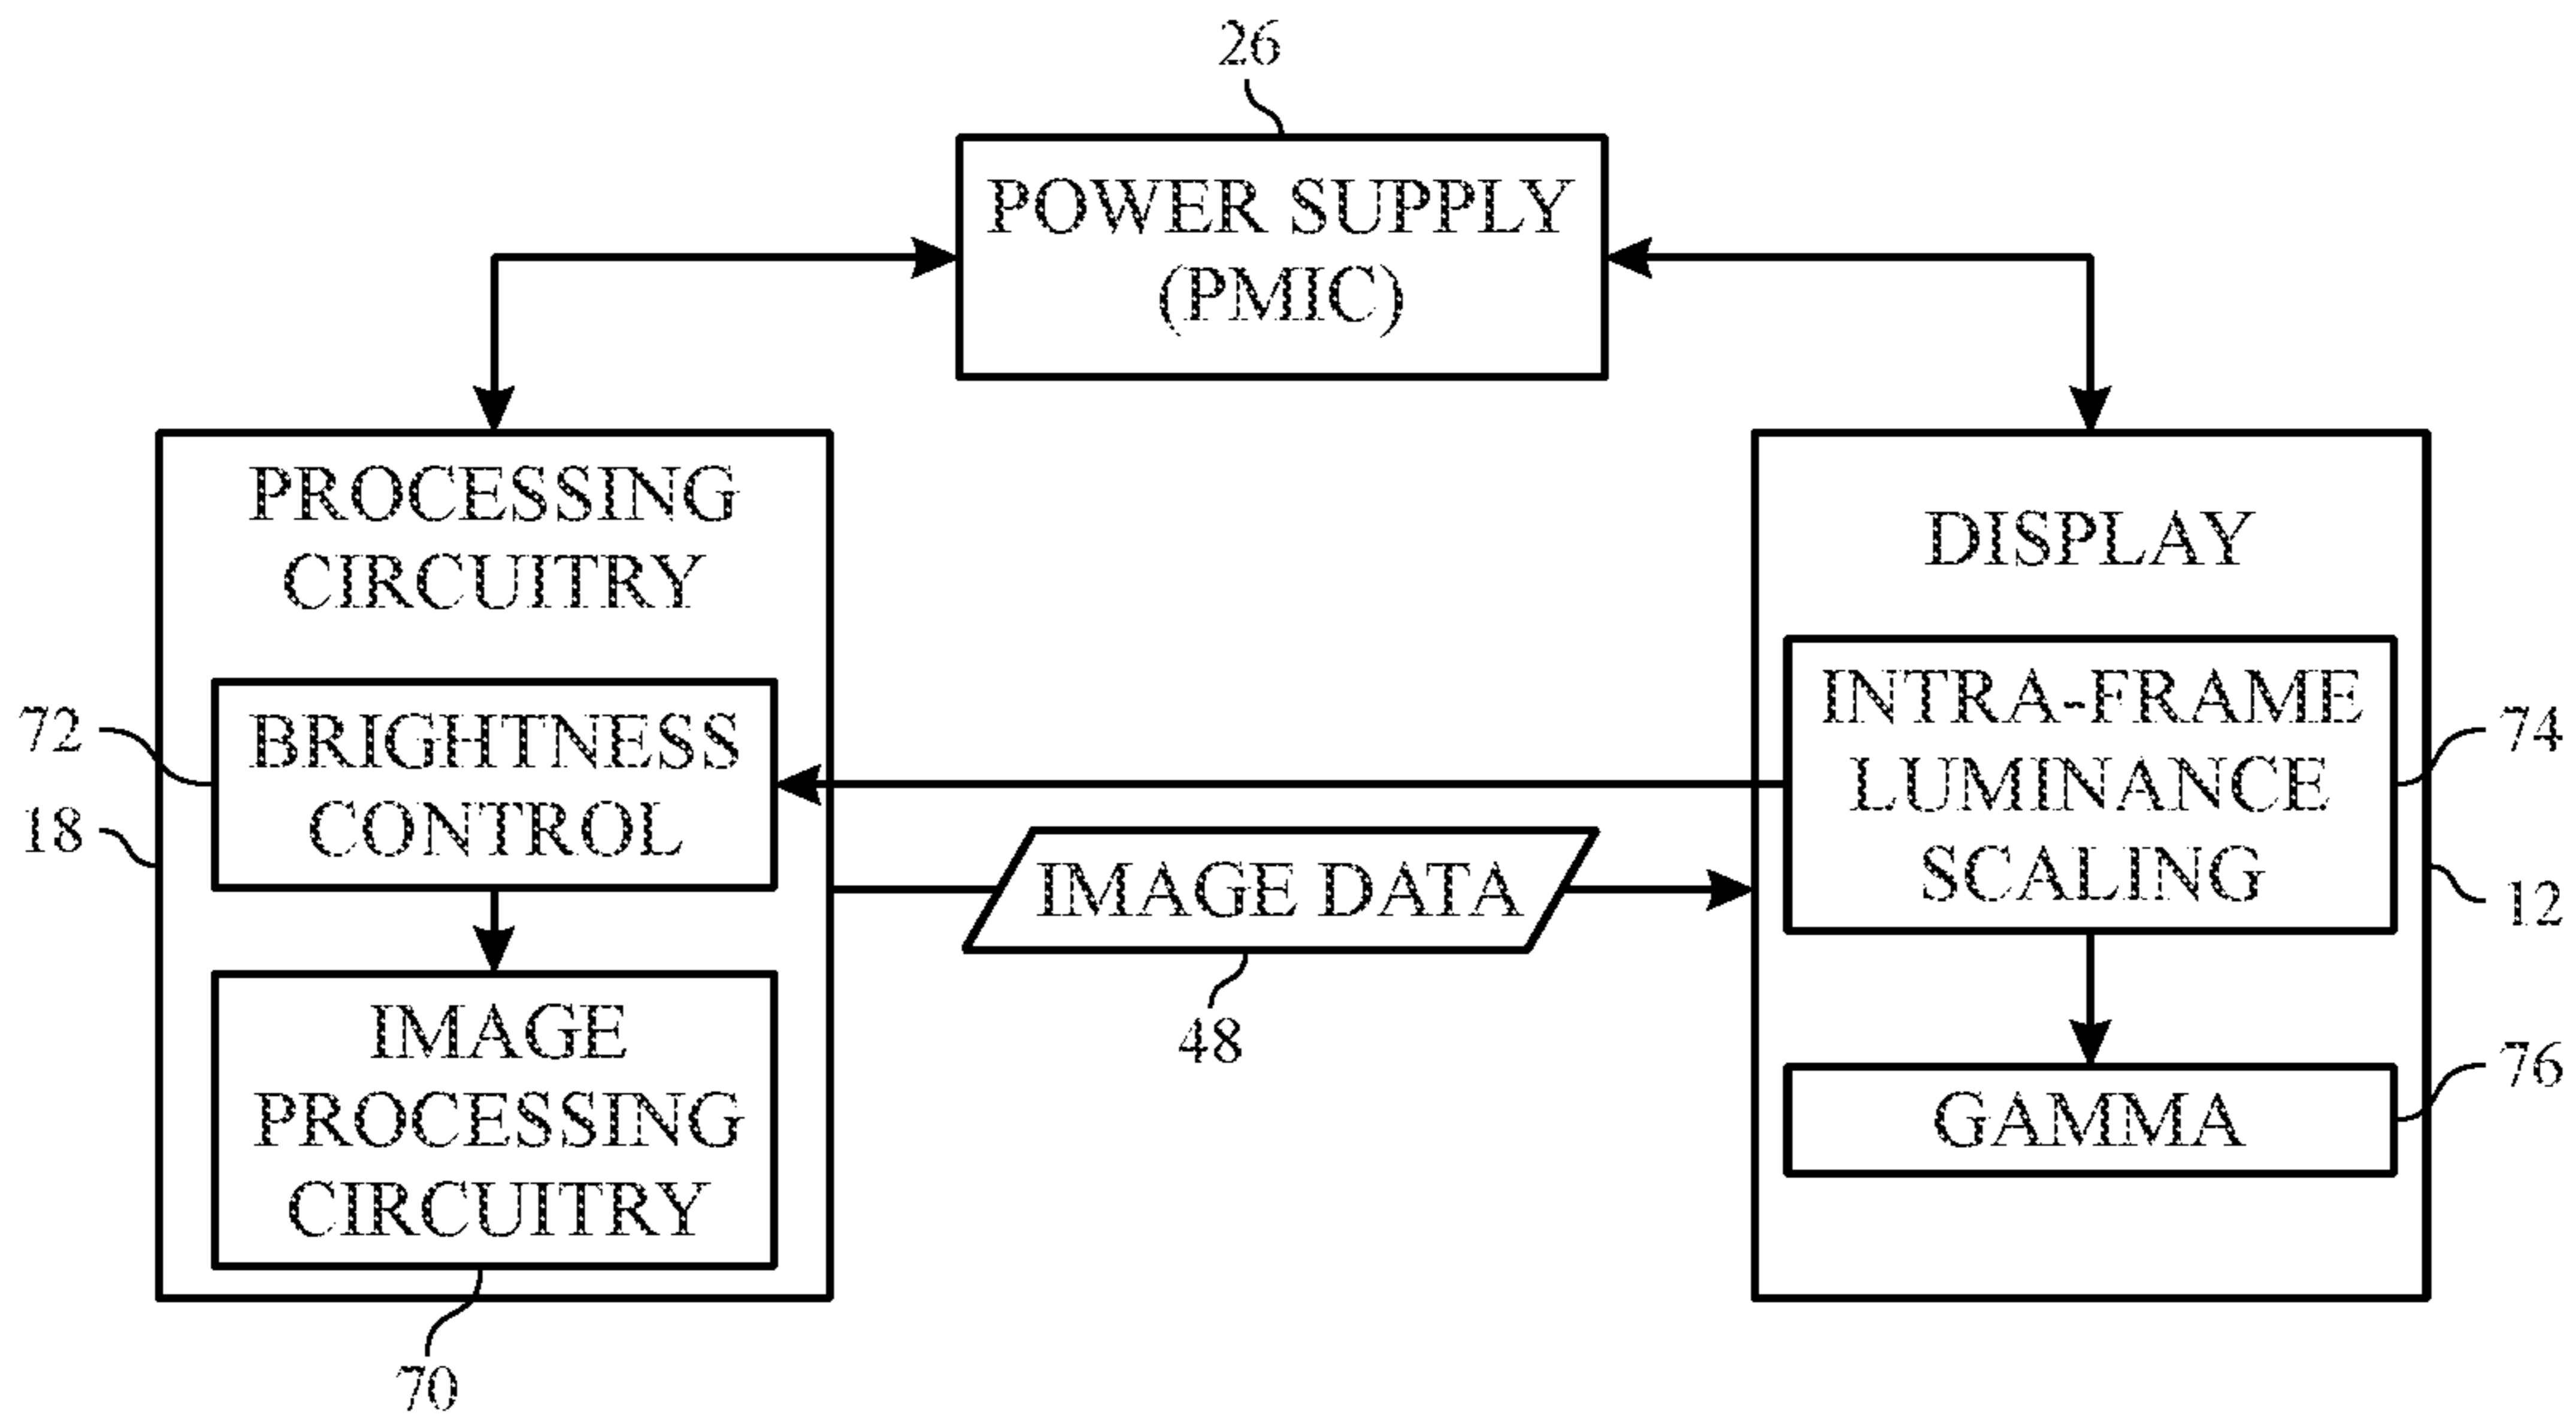 26
POWER SUPPLY
(PMIC)
PROCESSING
CIRCUITRY
DISPLAY
72
BRIGHTNESS
CONTROL
18
INTRA-FRAME
LUMINANCE
SCALING
74
12
IMAGE DATA
48
IMAGE
PROCESSING
CIRCUITRY
70
GAMMA
76